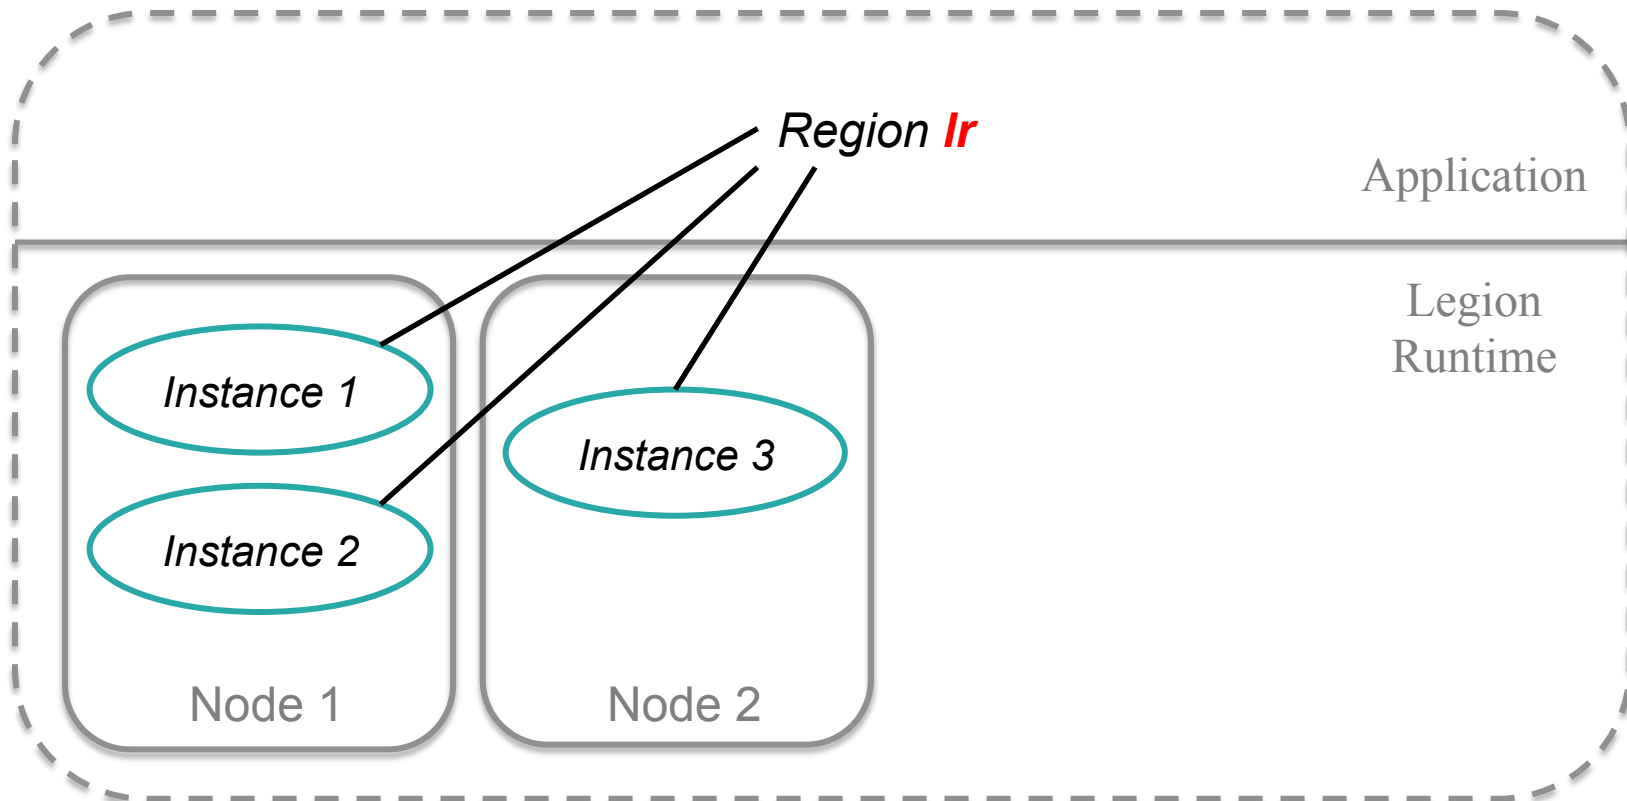 Region lr
Application
Legion
Runtime
Instance 1
Instance 2
Instance 3
Node 1
Node 2